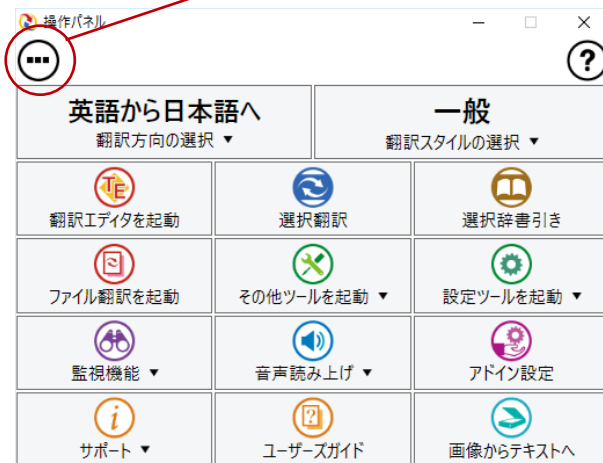 操作パネル
英語から日本語へ
翻訳方向の選択 ▼
一般
翻訳スタイルの選択 ▼
翻訳エディタを起動
選択翻訳
選択辞書引き
ファイル翻訳を起動
その他ツールを起動 ▼
設定ツールを起動 ▼
監視機能 ▼
音声読み上げ ▼
アドイン設定
サポート ▼
ユーザーズガイド
画像からテキストへ